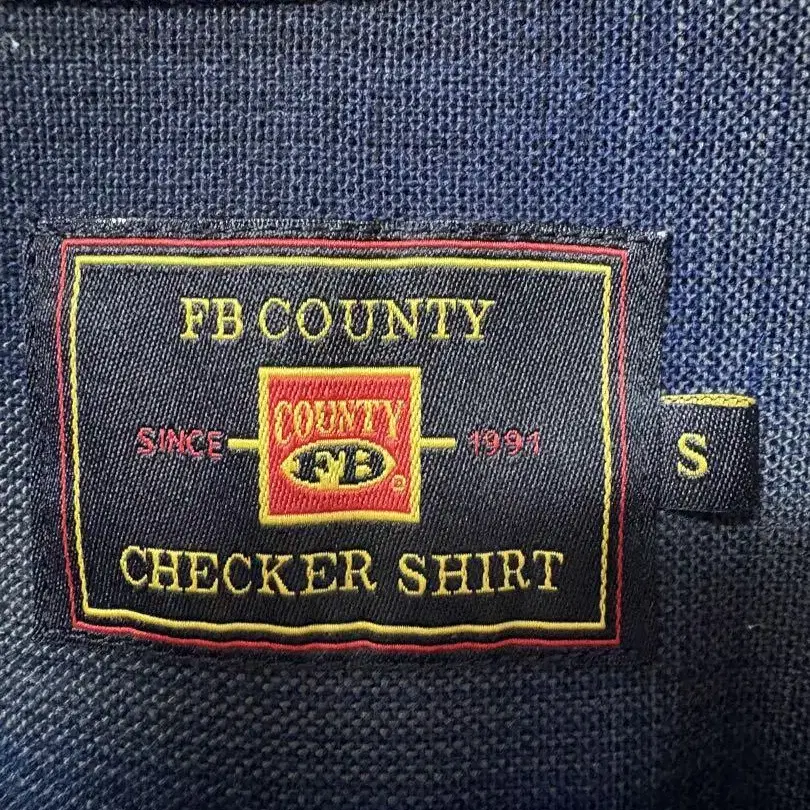 FB COUNTY
COUNTY
FB
SINCE 1991
CHECKER SHIRT
S